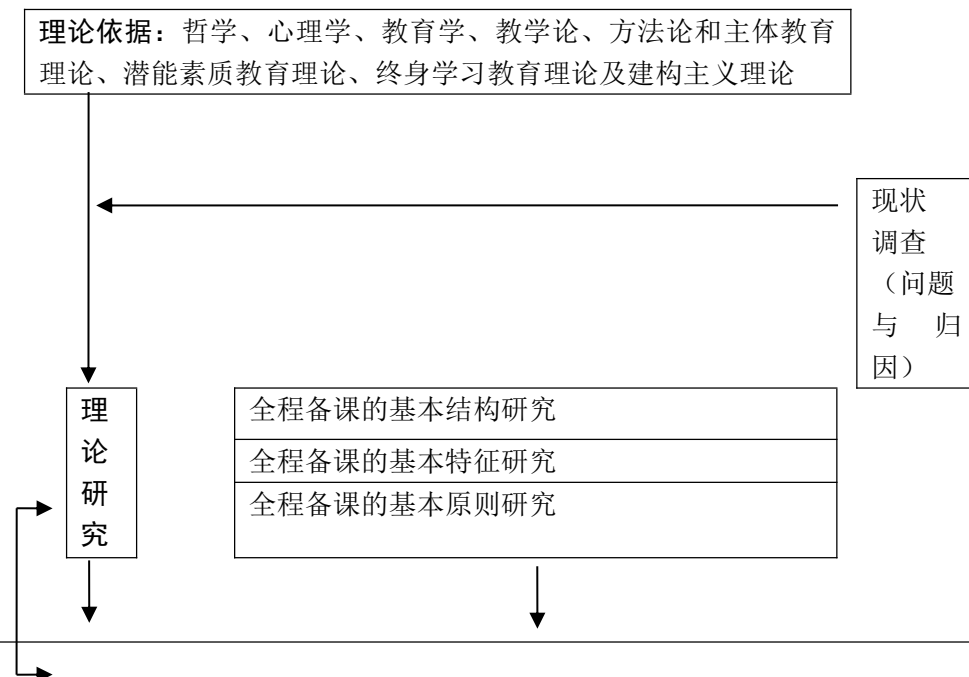 理论依据：哲学、心理学、教育学、教学论、方法论和主体教育
理论、潜能素质教育理论、终身学习教育理论及建构主义理论
现状
调查
（问题
与 归
因）
理
论
研
究
全程备课的基本结构研究
全程备课的基本特征研究
全程备课的基本原则研究